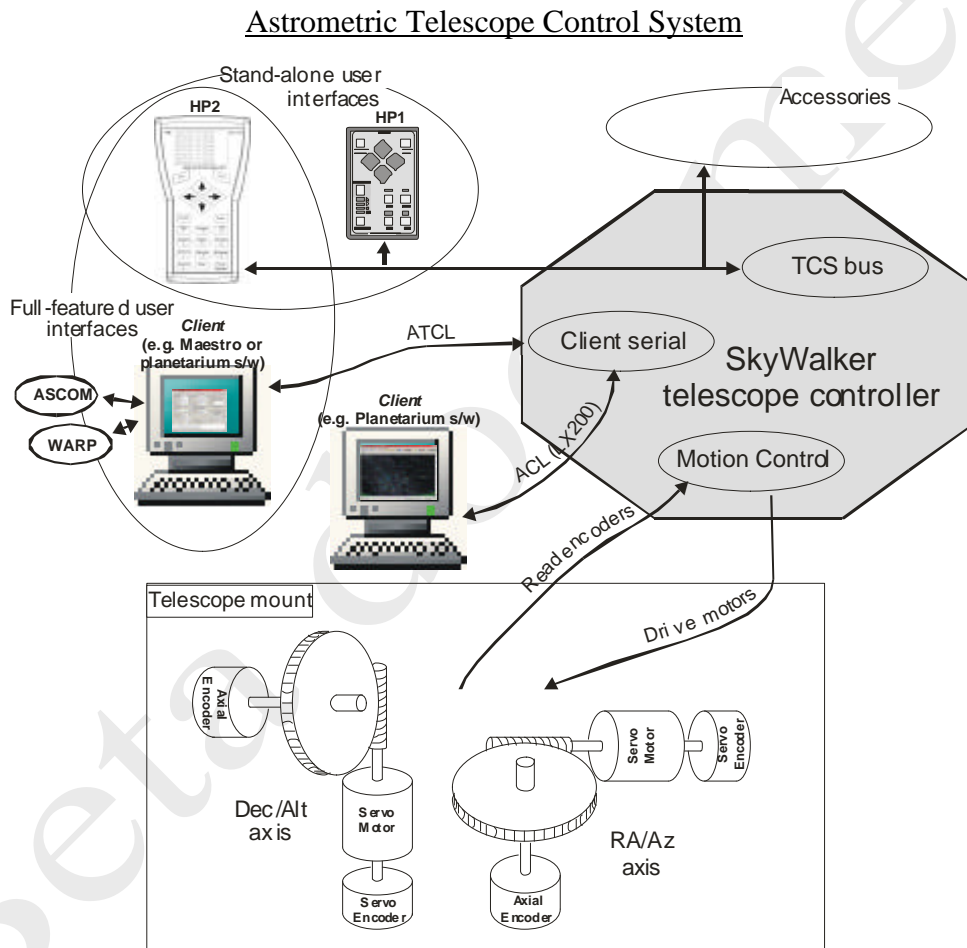 Astrometric Telescope Control System
Stand-alone user
interfaces
HP2
HP1
Accessories
TCS bus
Full-featured user
interfaces
Client
(e.g. Maestro or
planetarium s/w)
ATCL
Client serial
SkyWalker
telescope controller
ASCOM
WARP
Client
(e.g. Planetarium s/w)
ACL (LX200)
Motion Control
Read encoders
Drive motors
Telescope mount
Axial
Encoder
Servo
Motor
Servo
Encoder
Dec/Alt
axis
Servo
Motor
Servo
Encoder
RA/Az
axis
Axial
Encoder